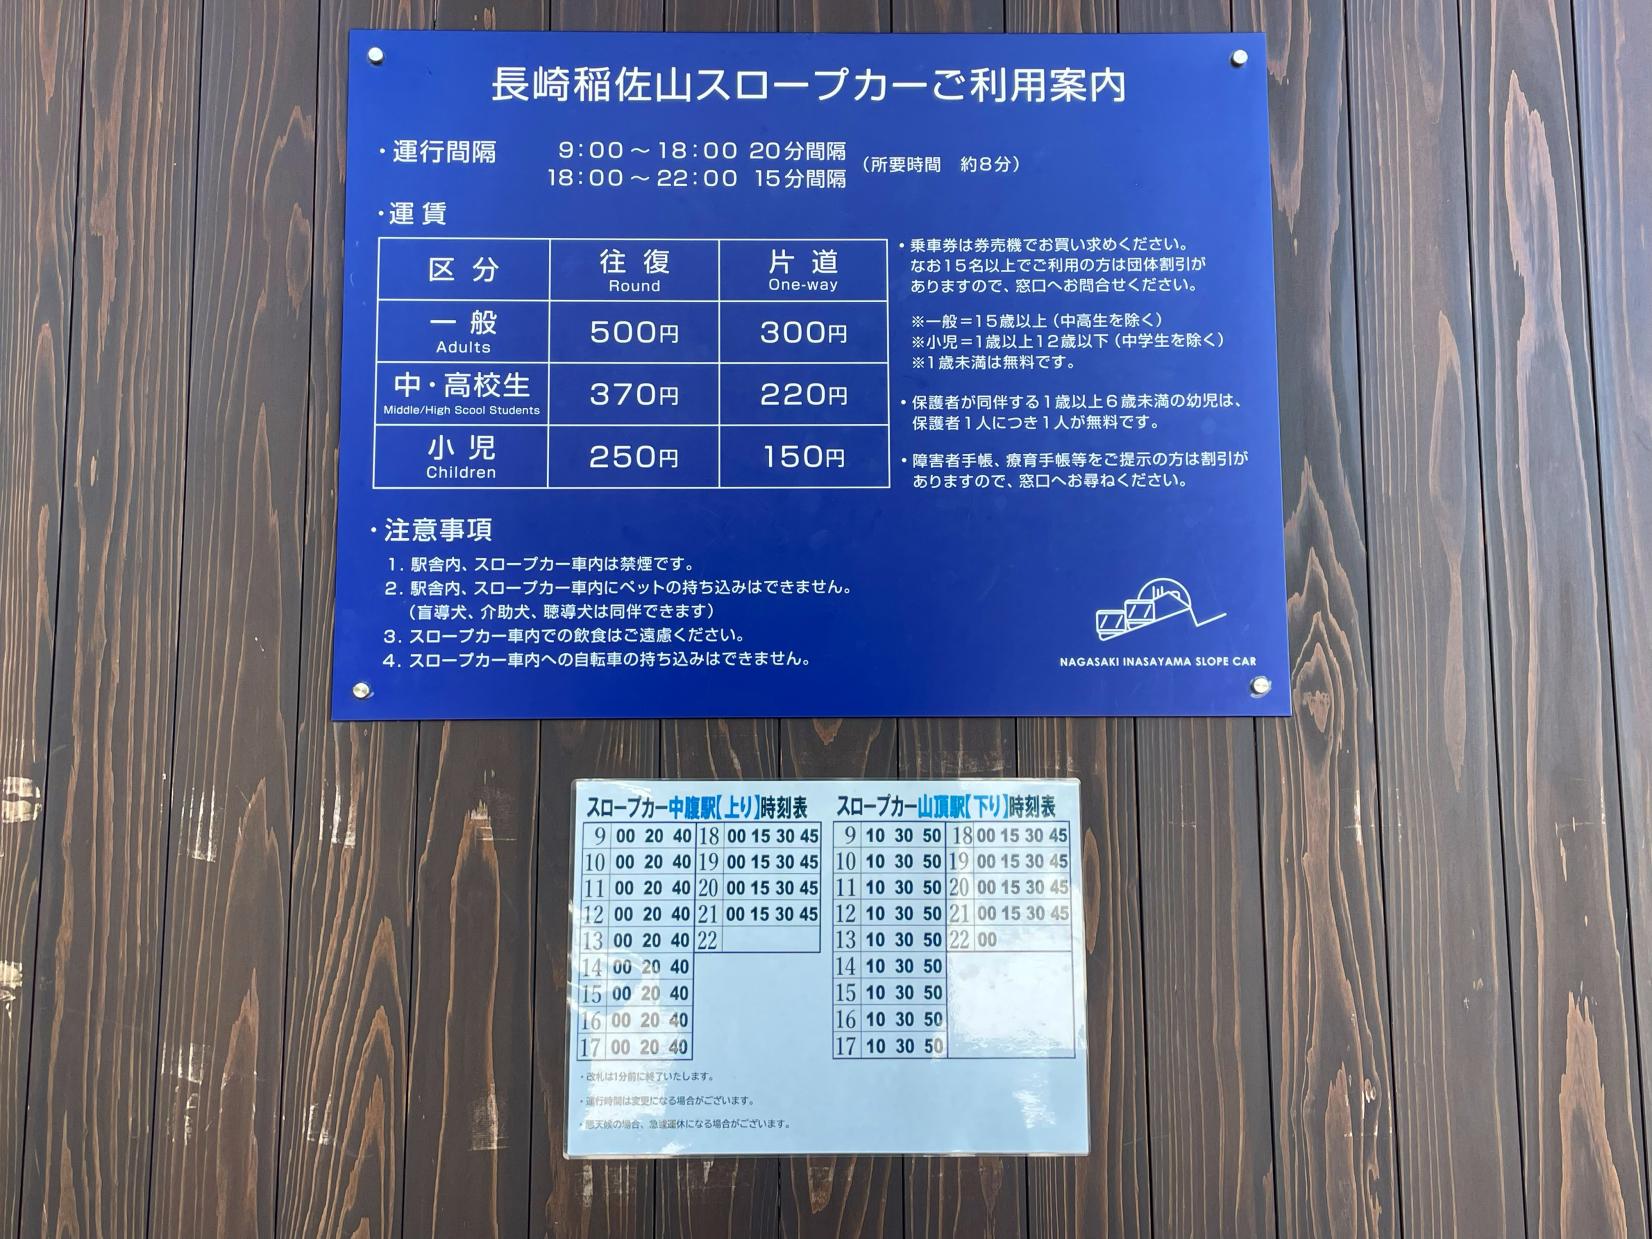 長崎稲佐山スロープカーご利用案内
・運行間隔 9:00～18:00 20分間隔
18:00～22:00 15分間隔
（所要時間 約8分）
・運賃
区分 往復 片道
Round One-way
一般 500円 300円
Adults
中・高校生 370円 220円
Middle/High Scool Students
小児 250円 150円
Children
・乗車券は券売機でお買い求めください。
なお15名以上でご利用の方は団体割引が
ありますので、窓口へお問合せください。
※一般=15歳以上（中高生を除く）
※小児=1歳以上12歳以下（中学生を除く）
※1歳未満は無料です。
・保護者が同伴する1歳以上6歳未満の幼児は、
保護者1人につき1人が無料です。
・障害者手帳、療育手帳等をご提示の方は割引が
ありますので、窓口へお尋ねください。
・注意事項
1. 駅舎内、スロープカー車内は禁煙です。
2. 駅舎内、スロープカー車内にペットの持ち込みはできません。
（盲導犬、介助犬、聴導犬は同伴できます）
3. スロープカー車内での飲食はご遠慮ください。
4. スロープカー車内への自転車の持ち込みはできません。
NAGASAKI INASAYAMA SLOPE CAR
スロープカー中腹駅【上り】時刻表
9 00 20 40 18 00 15 30 45
10 00 20 40 19 00 15 30 45
11 00 20 40 20 00 15 30 45
12 00 20 40 21 00 15 30 45
13 00 20 40 22
14 00 20 40
15 00 20 40
16 00 20 40
17 00 20 40
・改札は1分前に終了いたします。
・運行時間は変更になる場合がございます。
・悪天候の場合、急遽運休になる場合がございます。
スロープカー山頂駅【下り】時刻表
9 10 30 50 18 00 15 30 45
10 10 30 50 19 00 15 30 45
11 10 30 50 20 00 15 30 45
12 10 30 50 21 00 15 30 45
13 10 30 50 22 00
14 10 30 50
15 10 30 50
16 10 30 50
17 10 30 50